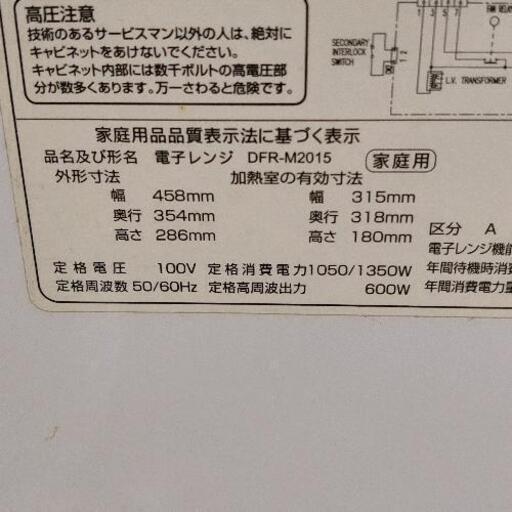 高圧注意
技術のあるサービスマン以外の人は、絶対に
キャビネットをあけないでください。
キャビネット内部には数千ボルトの高電圧部
分が数多くあります。万一さわると危険です。
SECONDARY
INTERLOCK
SWITCH
1 3 5 7
L.V. TRANSFORMER
家庭用品品質表示法に基づく表示
品名及び形名 電子レンジ DFR-M2015 家庭用
外形寸法 加熱室の有効寸法
幅 458mm 幅 315mm
奥行 354mm 奥行 318mm
高さ 286mm 高さ 180mm
区分 A
電子レンジ機能
定格電圧 100V 定格消費電力1050/1350W 年間待機時消費
定格周波数 50/60Hz 定格高周波出力 600W 年間消費電力量